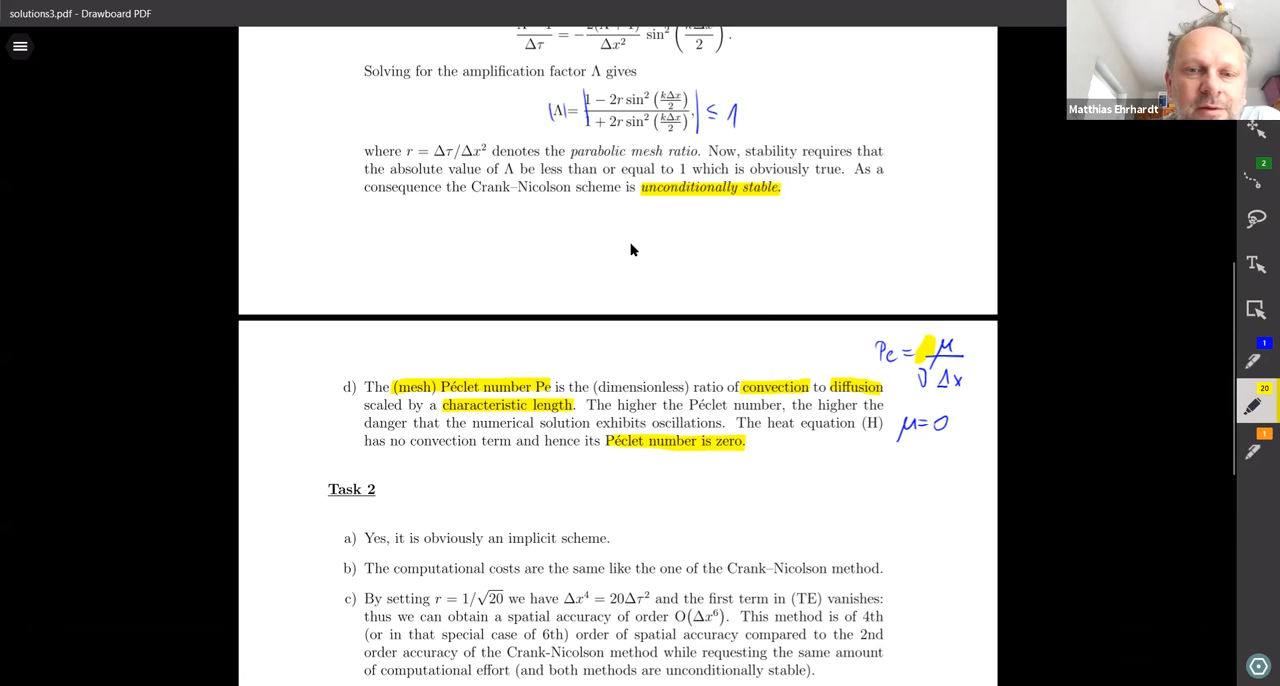 solutions3.pdf - Drawboard PDF
Δτ = − Δx² sin² ( 2 ) .
Solving for the amplification factor Λ gives
|Λ| = | 1 − 2r sin² (kΔx/2) / 1 + 2r sin² (kΔx/2) , | ≤ 1
Matthias Ehrhardt
where r = Δτ/Δx² denotes the parabolic mesh ratio. Now, stability requires that
the absolute value of Λ be less than or equal to 1 which is obviously true. As a
consequence the Crank–Nicolson scheme is unconditionally stable.
Pe = μ / Δx
d) The (mesh) Péclet number Pe is the (dimensionless) ratio of convection to diffusion
scaled by a characteristic length. The higher the Péclet number, the higher the
danger that the numerical solution exhibits oscillations. The heat equation (H)
μ = 0
has no convection term and hence its Péclet number is zero.
Task 2
a) Yes, it is obviously an implicit scheme.
b) The computational costs are the same like the one of the Crank–Nicolson method.
c) By setting r = 1/√20 we have Δx⁴ = 20Δτ² and the first term in (TE) vanishes:
thus we can obtain a spatial accuracy of order O(Δx⁶). This method is of 4th
(or in that special case of 6th) order of spatial accuracy compared to the 2nd
order accuracy of the Crank-Nicolson method while requesting the same amount
of computational effort (and both methods are unconditionally stable).
2
1
20
1